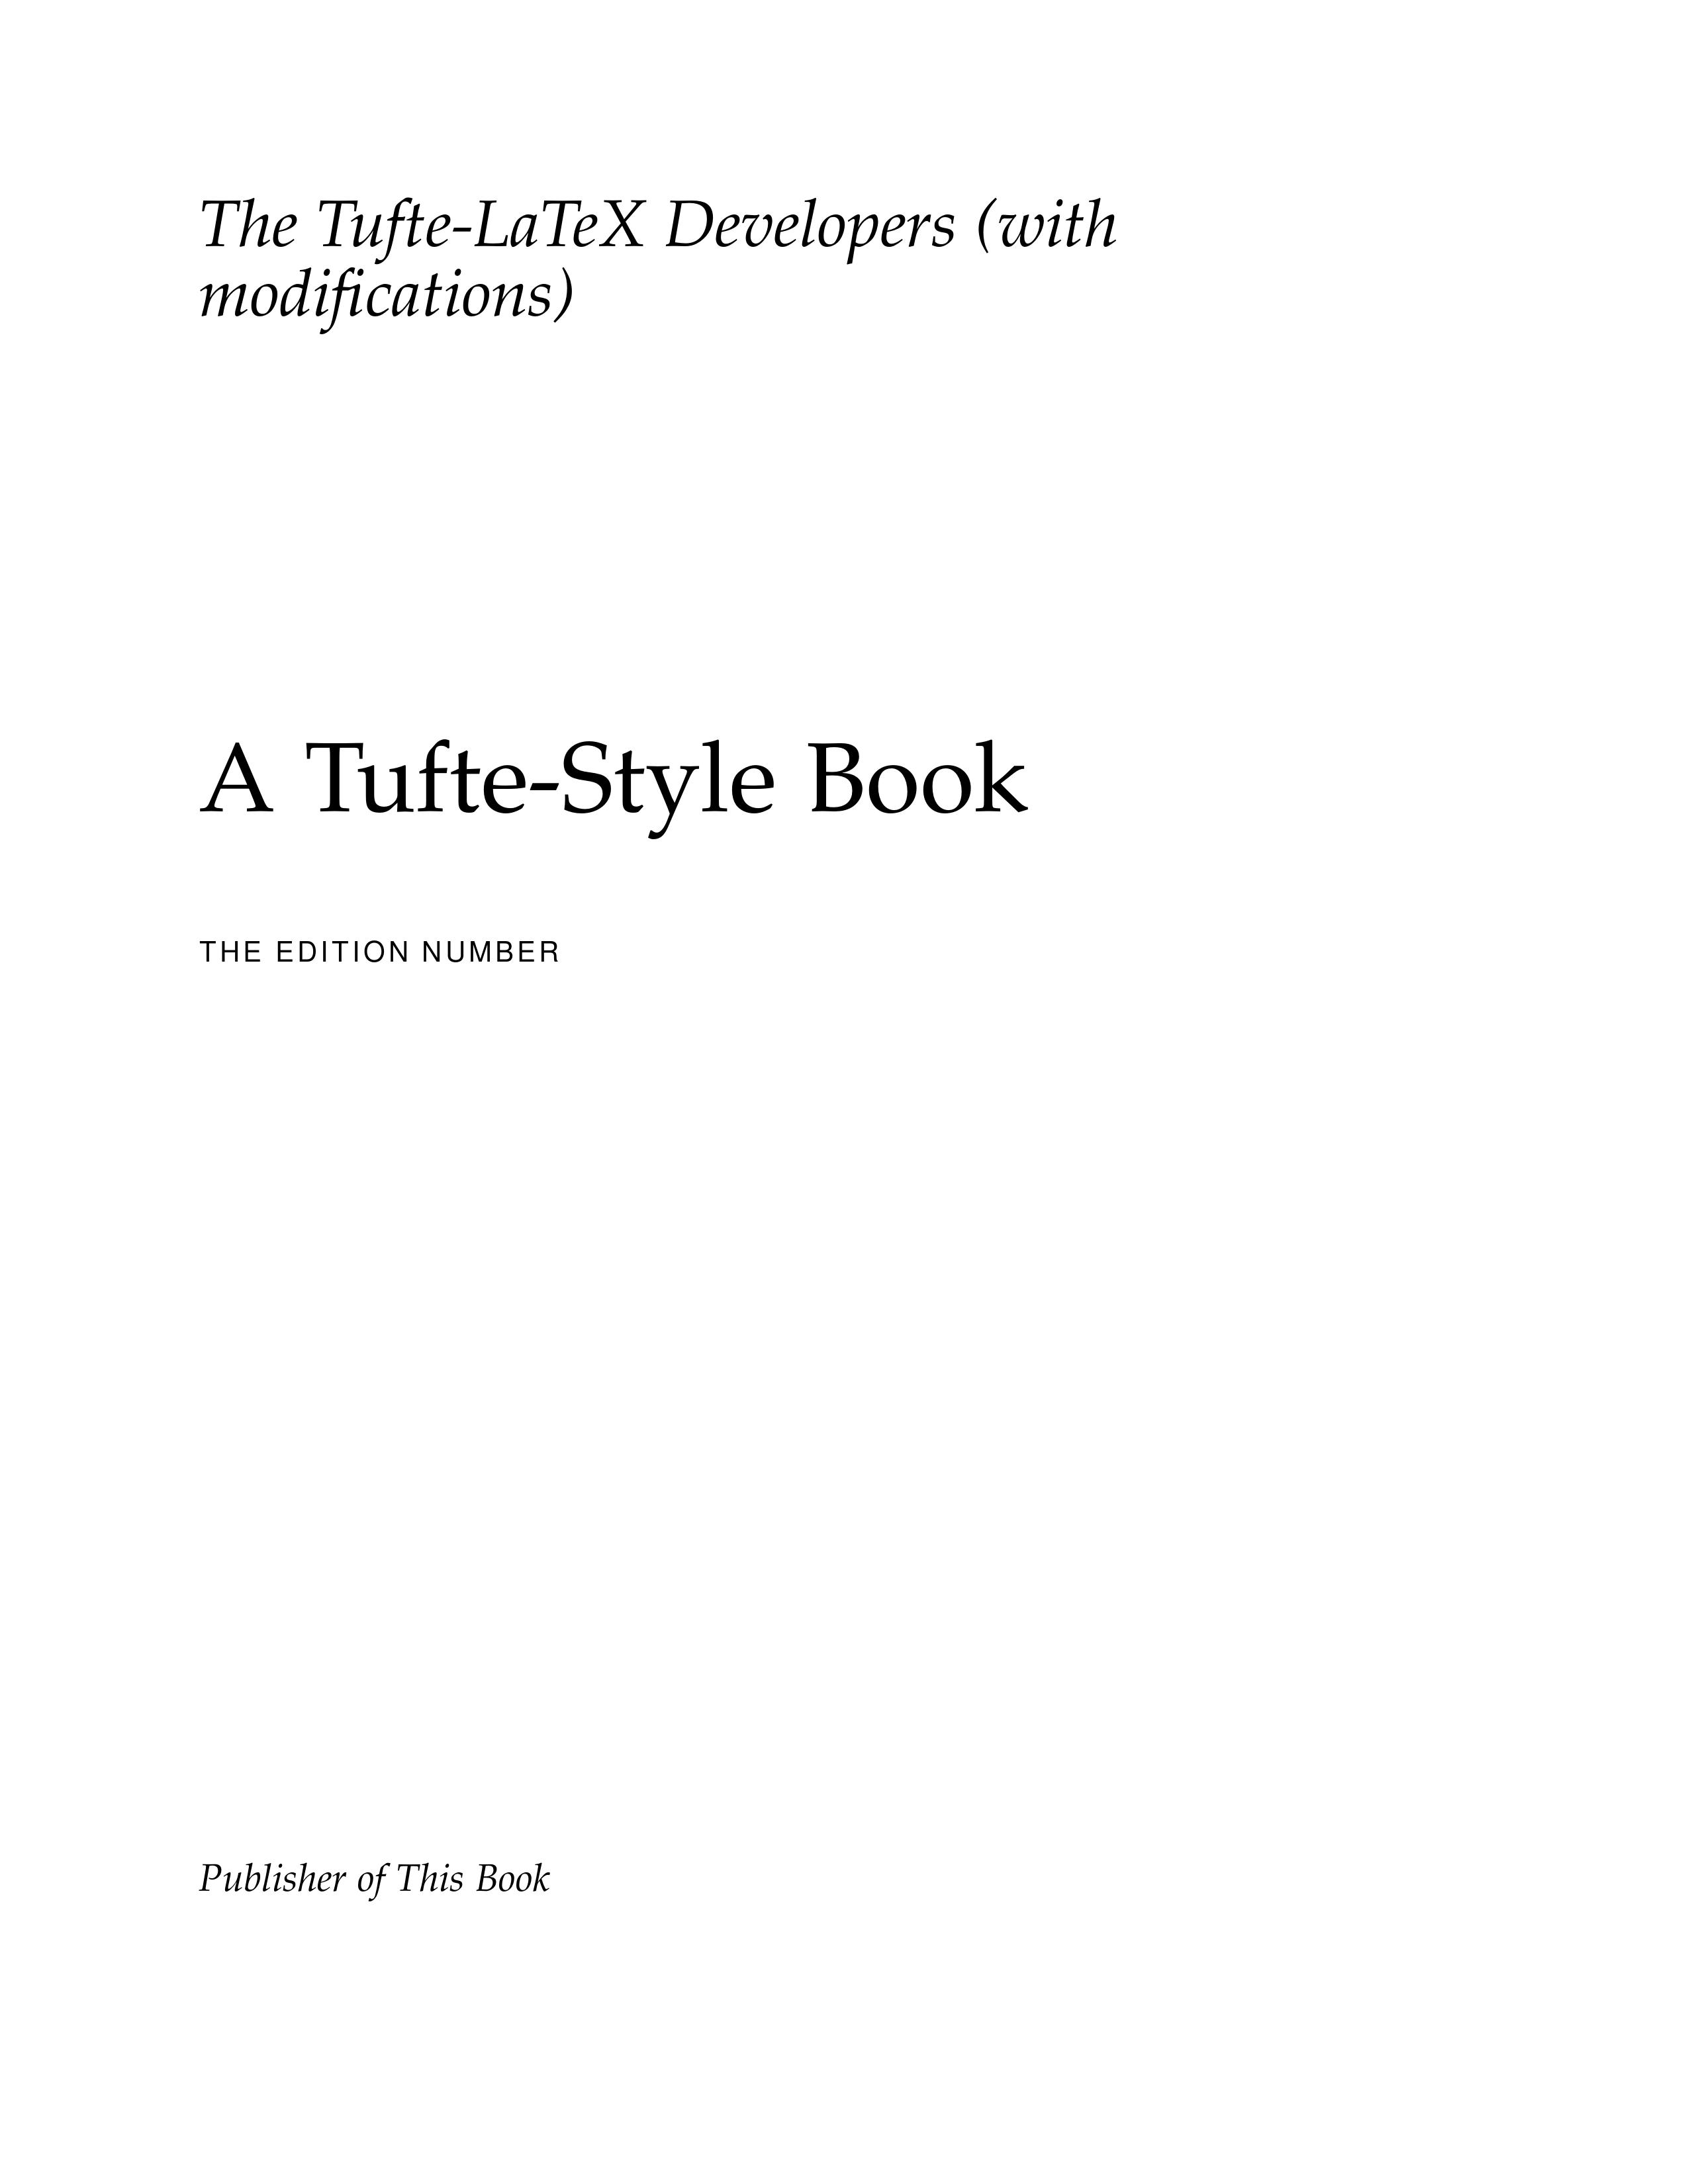 The Tufte-LaTeX Developers (with
modifications)
A Tufte-Style Book
THE EDITION NUMBER
Publisher of This Book